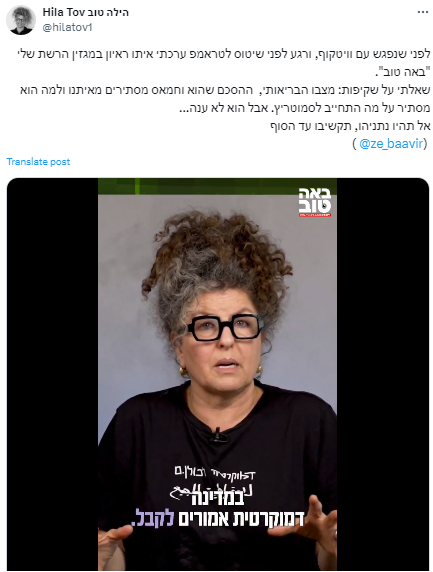 Hila Tov הילה טוב
@hilatov1
לפני שנפגש עם וויטקוף, ורגע לפני שיטוס לטראמפ ערכתי איתו ראיון במגזין הרשת שלי
"באה טוב".
שאלתי על שקיפות: מצבו הבריאותי, ההסכם שהוא וחמאס מסתירים מאיתנו ולמה הוא
מסתיר על מה התחייב לסמוטריץ. אבל הוא לא ענה...
אל תהיו נתניהו, תקשיבו עד הסוף
( @ze_baavir)
Translate post
באה
טוב
דמוקרטית
במדינה
דמוקרטית אמורים לקבל.